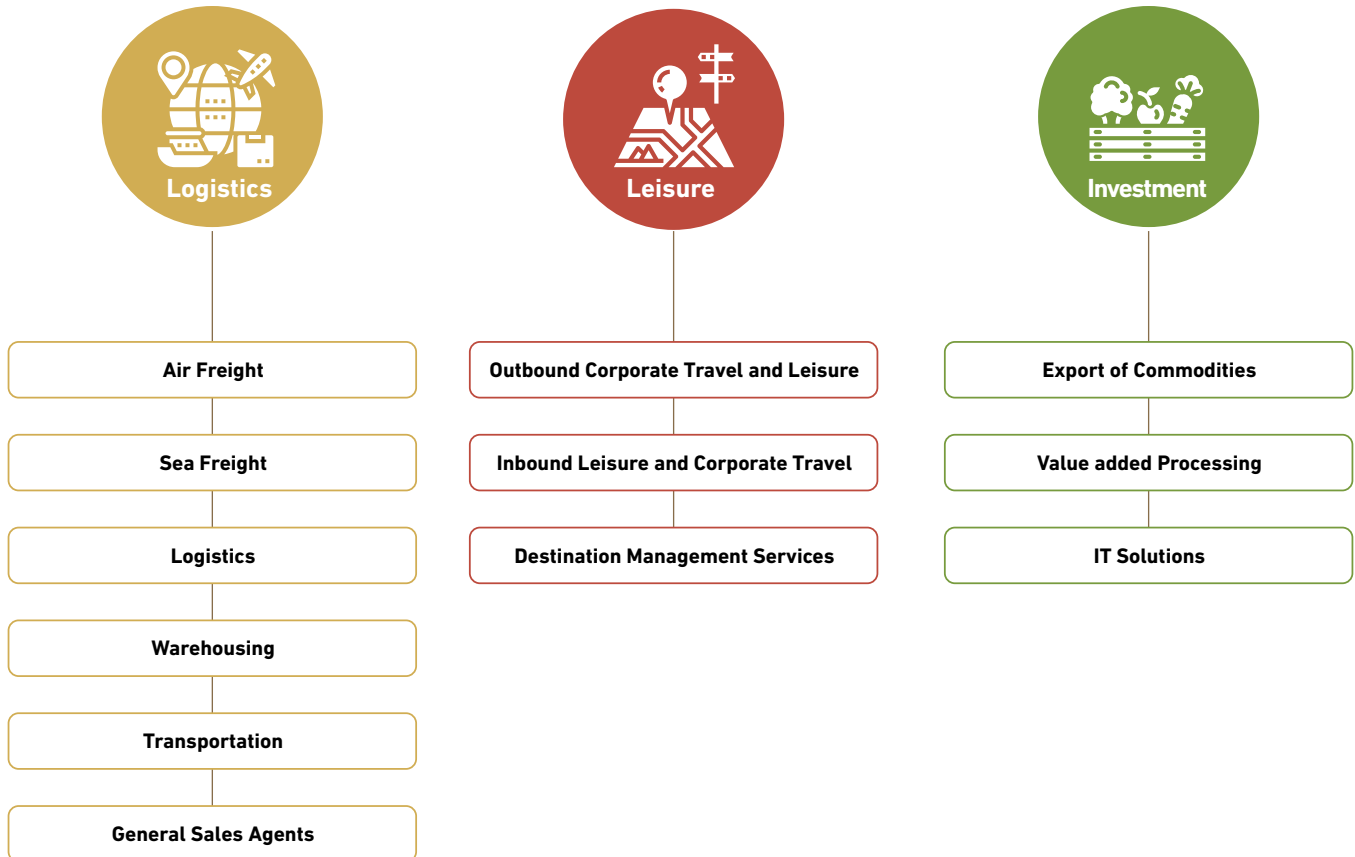 Logistics
Air Freight
Sea Freight
Logistics
Warehousing
Transportation
General Sales Agents
Leisure
Outbound Corporate Travel and Leisure
Inbound Leisure and Corporate Travel
Destination Management Services
Investment
Export of Commodities
Value added Processing
IT Solutions